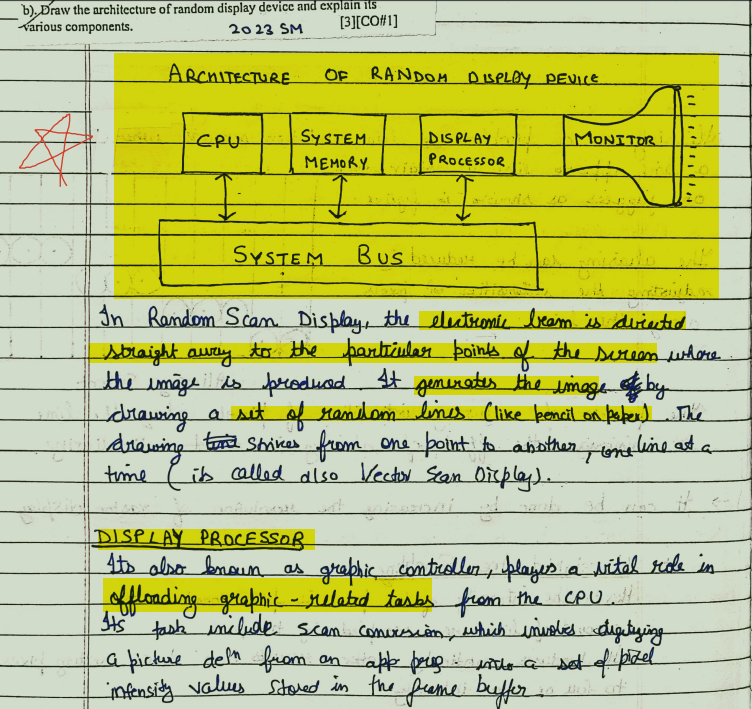 b). Draw the architecture of random display device and explain its
various components. 2023 SM [3][CO#1]
ARCHITECTURE OF RANDOM DISPLAY DEVICE
CPU
SYSTEM
MEMORY
DISPLAY
PROCESSOR
MONITOR
SYSTEM BUS
In Random Scan Display, the electronic beam is directed
straight away to the particular points of the screen where
the image is produced. It generates the image by
drawing a set of random lines (like pencil on paper). The
drawing strives from one point to another, one line at a
time (its called also Vector Scan Display).
DISPLAY PROCESSOR
Its also known as graphic controller, playes a vital role in
offloading graphic-related tasks from the CPU.
Its task include scan conversion, which involves digitizing
a picture defn from an app prog into a set of pixel
intensity values stored in the frame buffer.